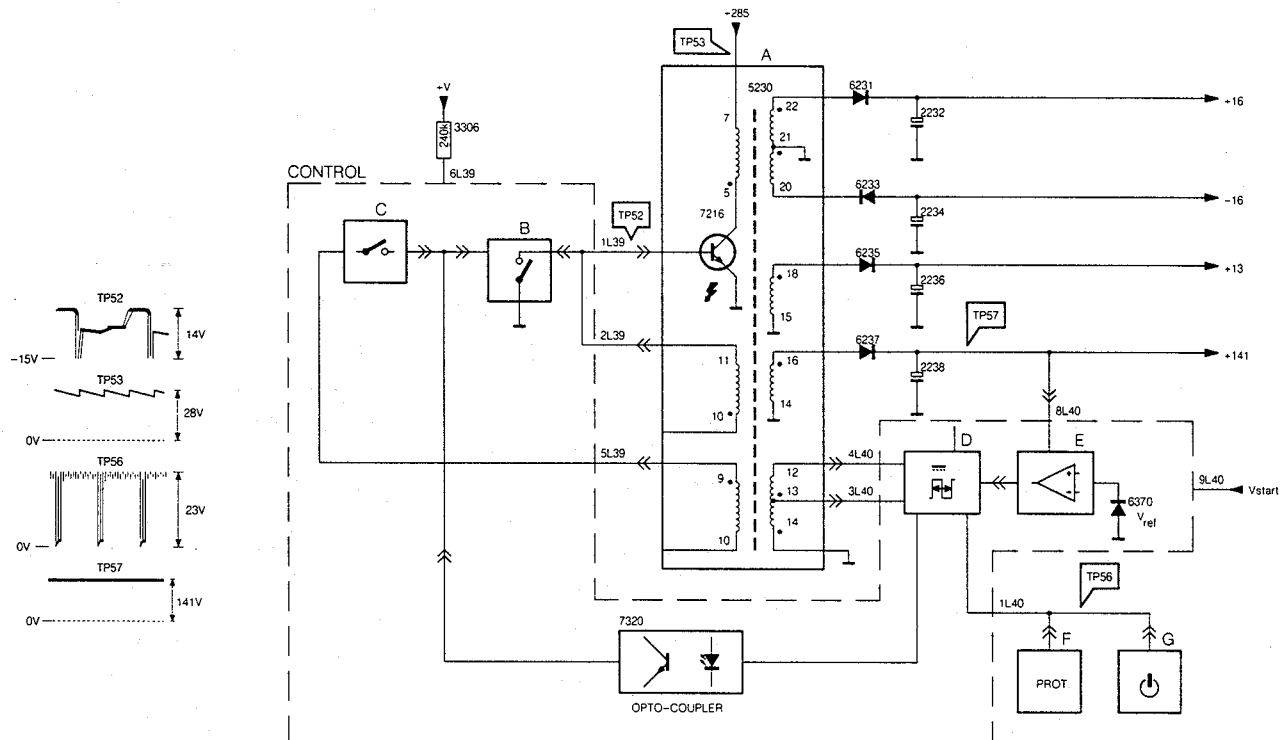 -285
TP53
A
+V
240k
3306
6L39
CONTROL
C
B
TP52
1L39
2L39
5L39
7
5
7216
11
10
9
10
5230
22
21
20
18
15
16
14
12
13
14
6231
2232
+16
6233
2234
-16
6235
2236
+13
TP57
6237
2238
+141
8L40
D
E
4L40
3L40
6370
Vref
9L40
Vstart
TP56
1L40
F
G
PROT
7320
OPTO-COUPLER
TP52
14V
-15V
TP53
28V
0V
TP56
23V
0V
TP57
141V
0V